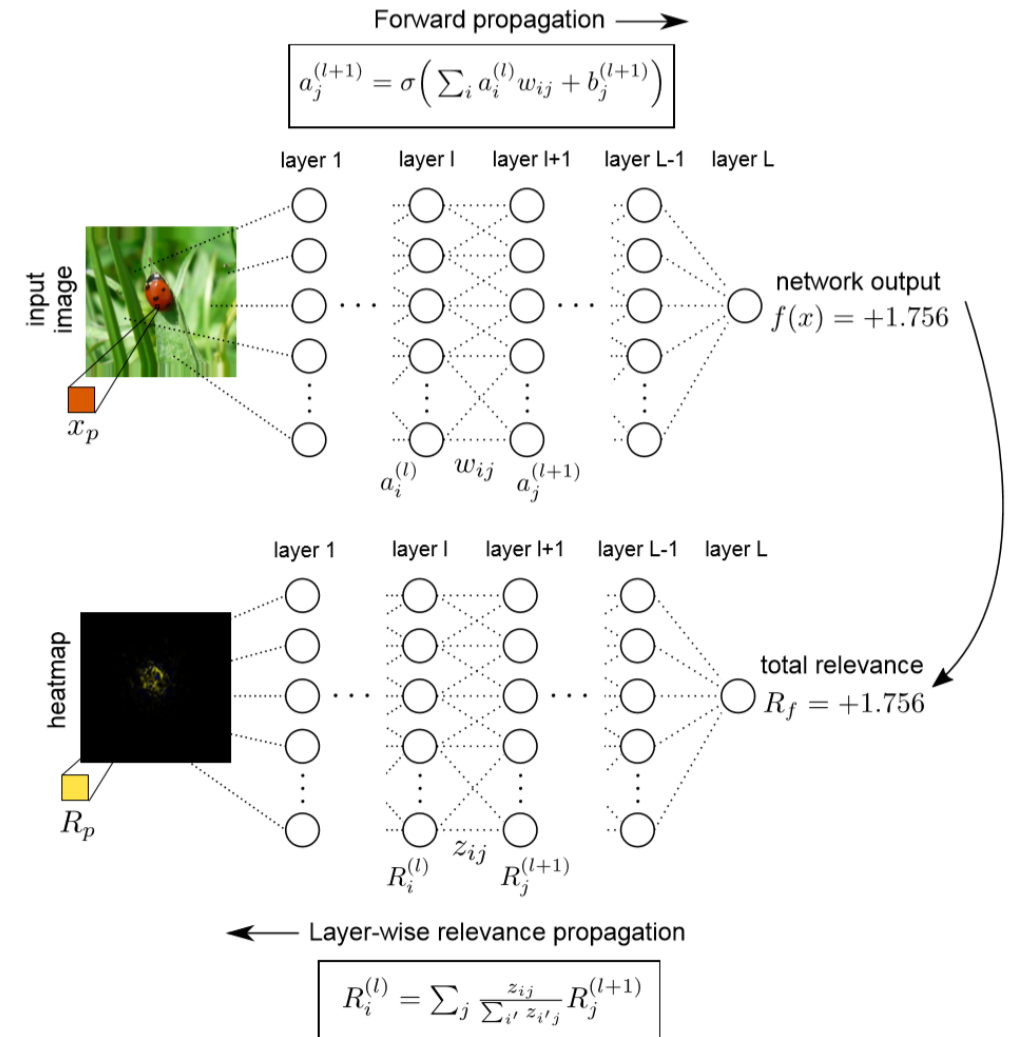 Forward propagation ⟶
a_j^{(l+1)} = σ(∑_i a_i^{(l)} w_{ij} + b_j^{(l+1)})
layer 1 layer l layer l+1 layer L-1 layer L
input image
x_p
. . .
. . .
network output
f(x) = +1.756
a_i^{(l)} w_{ij} a_j^{(l+1)}
layer 1 layer l layer l+1 layer L-1 layer L
heatmap
R_p
. . .
. . .
total relevance
R_f = +1.756
R_i^{(l)} z_{ij} R_j^{(l+1)}
⟵ Layer-wise relevance propagation
R_i^{(l)} = ∑_j \frac{z_{ij}}{∑_{i'} z_{i'j}} R_j^{(l+1)}